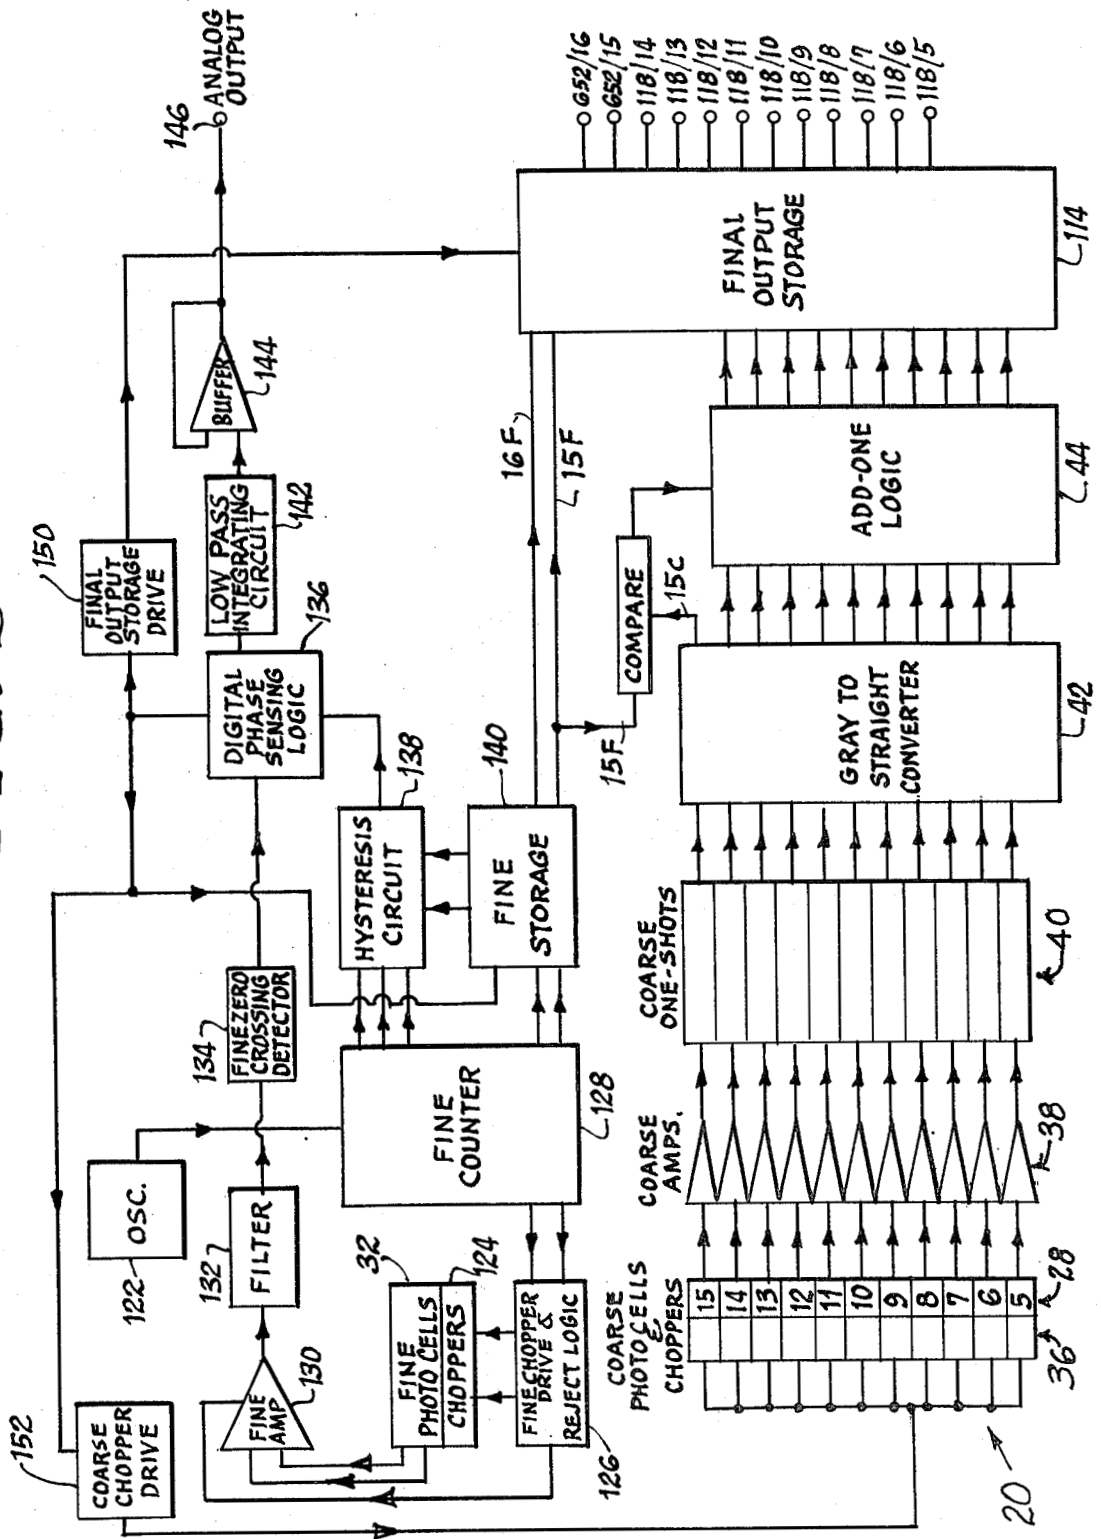 152
COARSE
CHOPPER
DRIVE
FINE
AMP
130
122
OSC.
132
FILTER
134
FINE ZERO
CROSSING
DETECTOR
150
FINAL
OUTPUT
STORAGE
DRIVE
DIGITAL
PHASE
SENSING
LOGIC
136
LOW PASS
INTEGRATING
CIRCUIT
142
BUFFER
144
146
ANALOG
OUTPUT
32
124
FINE
PHOTO CELLS
CHOPPERS
FINE CHOPPER
DRIVE &
REJECT LOGIC
126
FINE
COUNTER
128
HYSTERESIS
CIRCUIT
138
FINE
STORAGE
140
16F
15F
15F
COMPARE
15C
FINAL
OUTPUT
STORAGE
114
G52/16
G52/15
118/14
118/13
118/12
118/11
118/10
118/9
118/8
118/7
118/6
118/5
COARSE
PHOTO CELLS
&
CHOPPERS
15
14
13
12
11
10
9
8
7
6
5
36
28
20
COARSE
AMPS.
38
COARSE
ONE-SHOTS
40
GRAY TO
STRAIGHT
CONVERTER
42
ADD-ONE
LOGIC
44